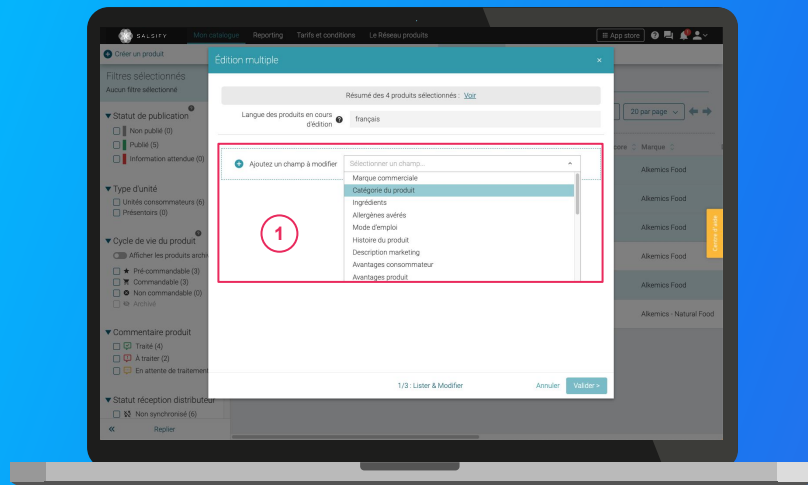 SALSIFY
Mon catalogue Reporting Tarifs et conditions Le Réseau produits App store
Créer un produit
Filtres sélectionnés
Aucun filtre sélectionné
Statut de publication
Non publié (0)
Publié (5)
Information attendue (0)
Type d'unité
Unités consommateurs (6)
Présentoirs (0)
Cycle de vie du produit
Afficher les produits archi
Pré-commandable (3)
Commandable (3)
Non commandable (0)
Archivé
Commentaire produit
Traité (4)
À traiter (2)
En attente de traitement
Statut réception distributeur
Non synchronisé (6)
Replier
Édition multiple ×
Résumé des 4 produits sélectionnés : Voir
Langue des produits en cours
d'édition
français
Ajoutez un champ à modifier
Sélectionner un champ...
Marque commerciale
Catégorie du produit
Ingrédients
Allergènes avérés
Mode d'emploi
Histoire du produit
Description marketing
Avantages consommateur
Avantages produit
1
1/3 : Lister & Modifier
Annuler
Valider >
20 par page
core Marque
Alkemics Food
Alkemics Food
Alkemics Food
Alkemics Food
Alkemics Food
Alkemics - Natural Food
Centre d'aide